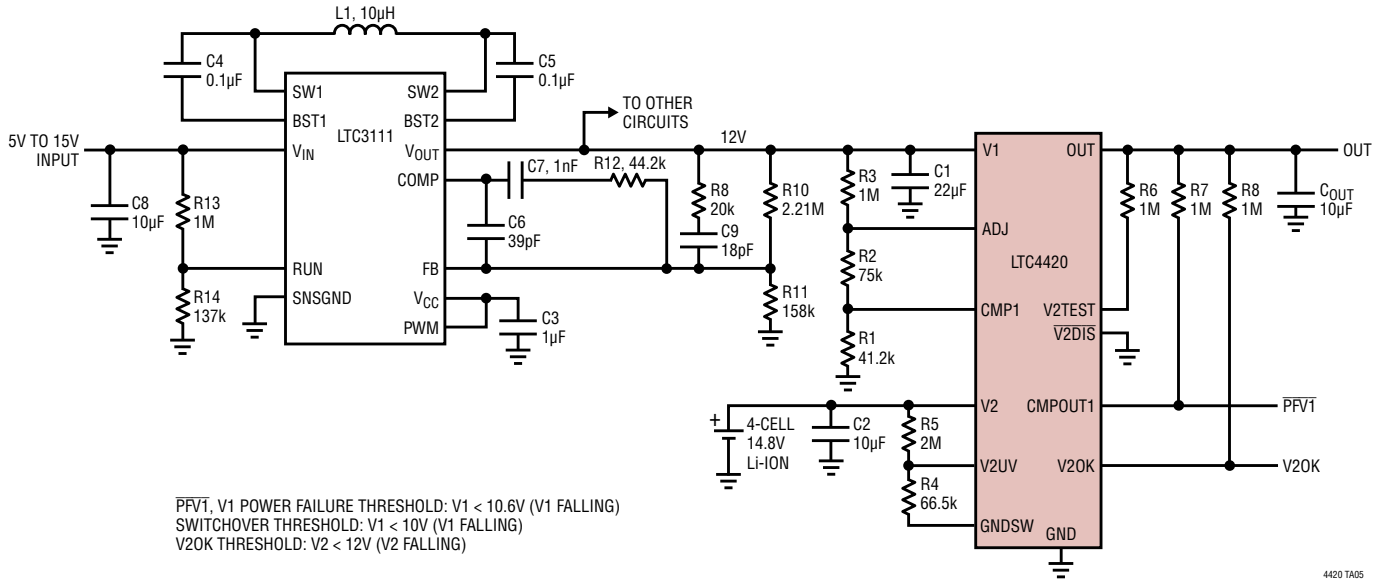 L1, 10µH
C4
0.1µF
C5
0.1µF
SW1
SW2
BST1
LTC3111
BST2
5V TO 15V
INPUT
VIN
VOUT
TO OTHER
CIRCUITS
12V
COMP
C7, 1nF
R12, 44.2k
C8
10µF
R13
1M
C6
39pF
R8
20k
C9
18pF
R10
2.21M
RUN
FB
R14
137k
SNSGND
VCC
PWM
C3
1µF
R11
158k
R3
1M
C1
22µF
R2
75k
R1
41.2k
V1
OUT
OUT
ADJ
LTC4420
R6
1M
R7
1M
R8
1M
COUT
10µF
CMP1
V2TEST
V2DIS
V2
CMPOUT1
PFV1
+
4-CELL
14.8V
Li-ION
C2
10µF
R5
2M
V2UV
V2OK
V2OK
R4
66.5k
GNDSW
GND
PFV1, V1 POWER FAILURE THRESHOLD: V1 < 10.6V (V1 FALLING)
SWITCHOVER THRESHOLD: V1 < 10V (V1 FALLING)
V2OK THRESHOLD: V2 < 12V (V2 FALLING)
4420 TA05